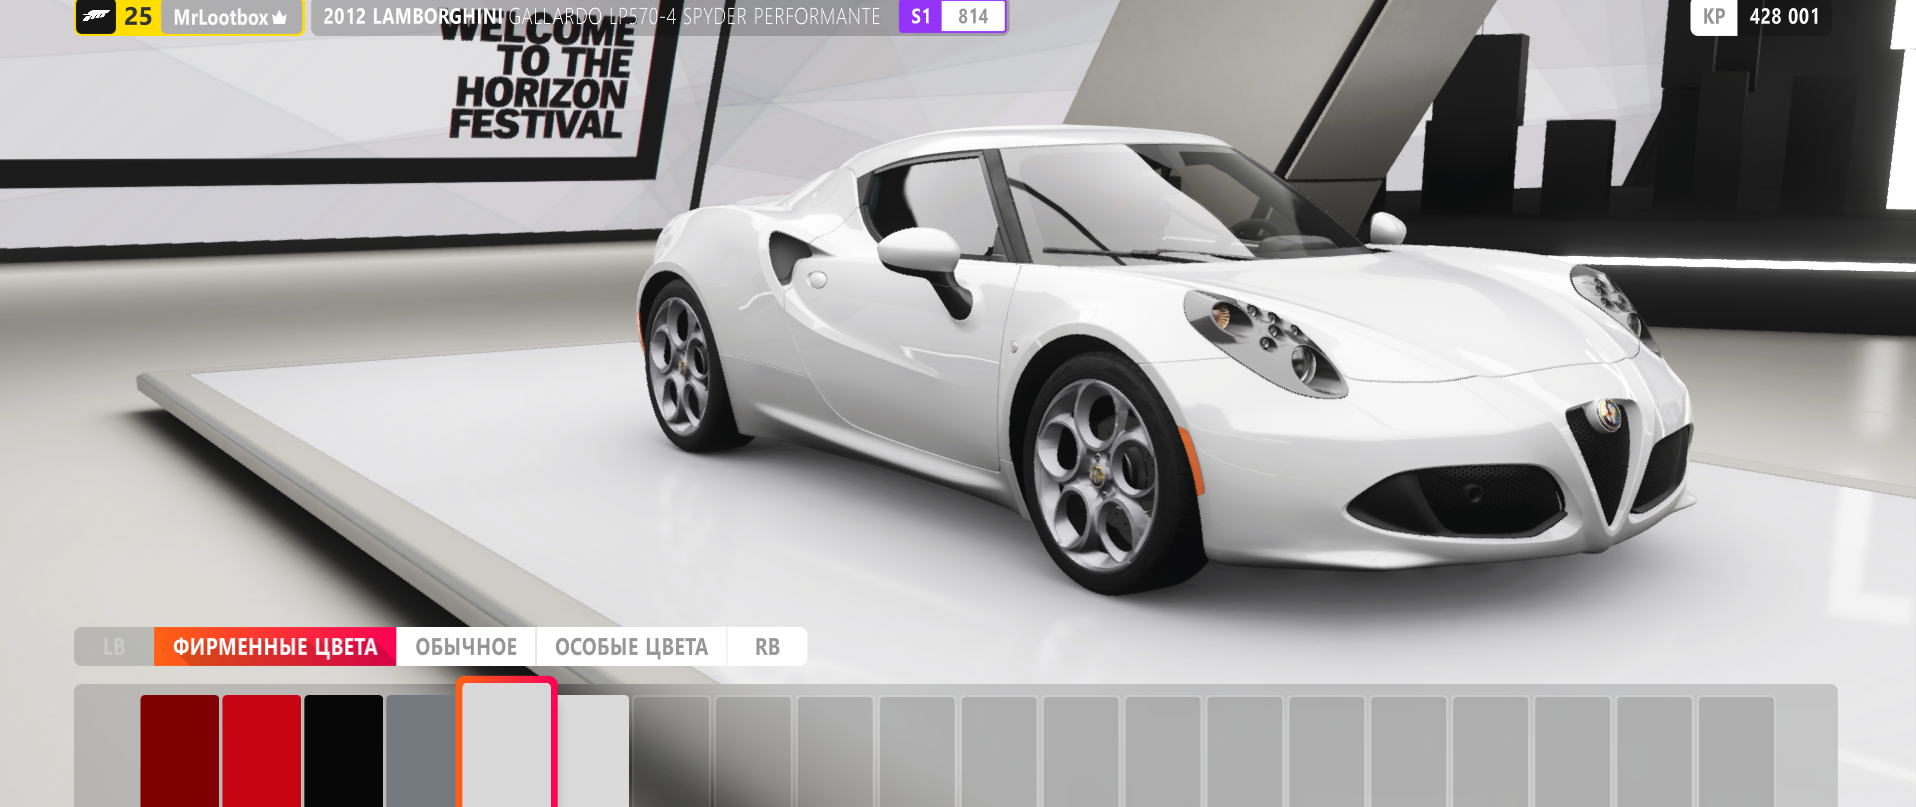 25 MrLootbox 2012 LAMBORGHINI GALLARDO LP570-4 SPYDER PERFORMANTE S1 814 КР 428 001
WELCOME
TO THE
HORIZON
FESTIVAL
LB ФИРМЕННЫЕ ЦВЕТА ОБЫЧНОЕ ОСОБЫЕ ЦВЕТА RB